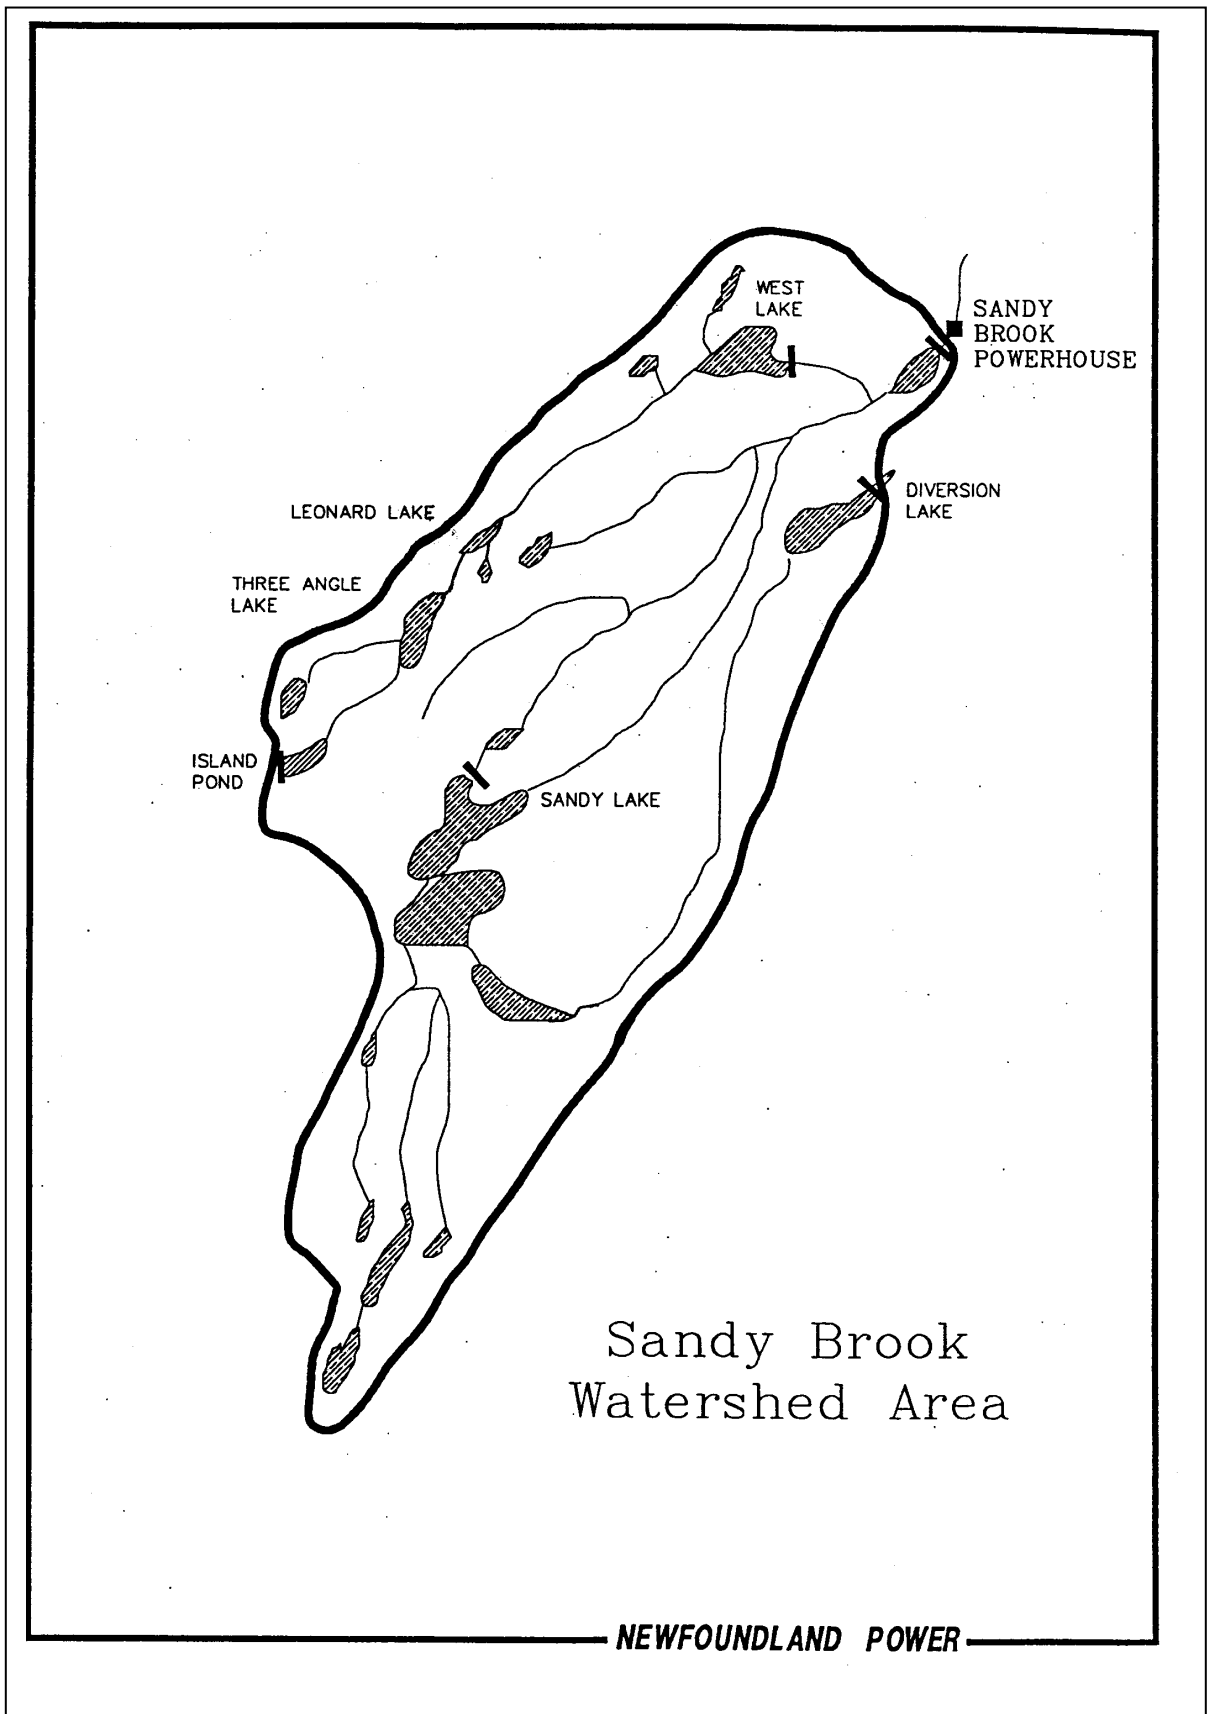 WEST
LAKE
SANDY
BROOK
POWERHOUSE
DIVERSION
LAKE
LEONARD LAKE
THREE ANGLE
LAKE
ISLAND
POND
SANDY LAKE
Sandy Brook
Watershed Area
NEWFOUNDLAND POWER